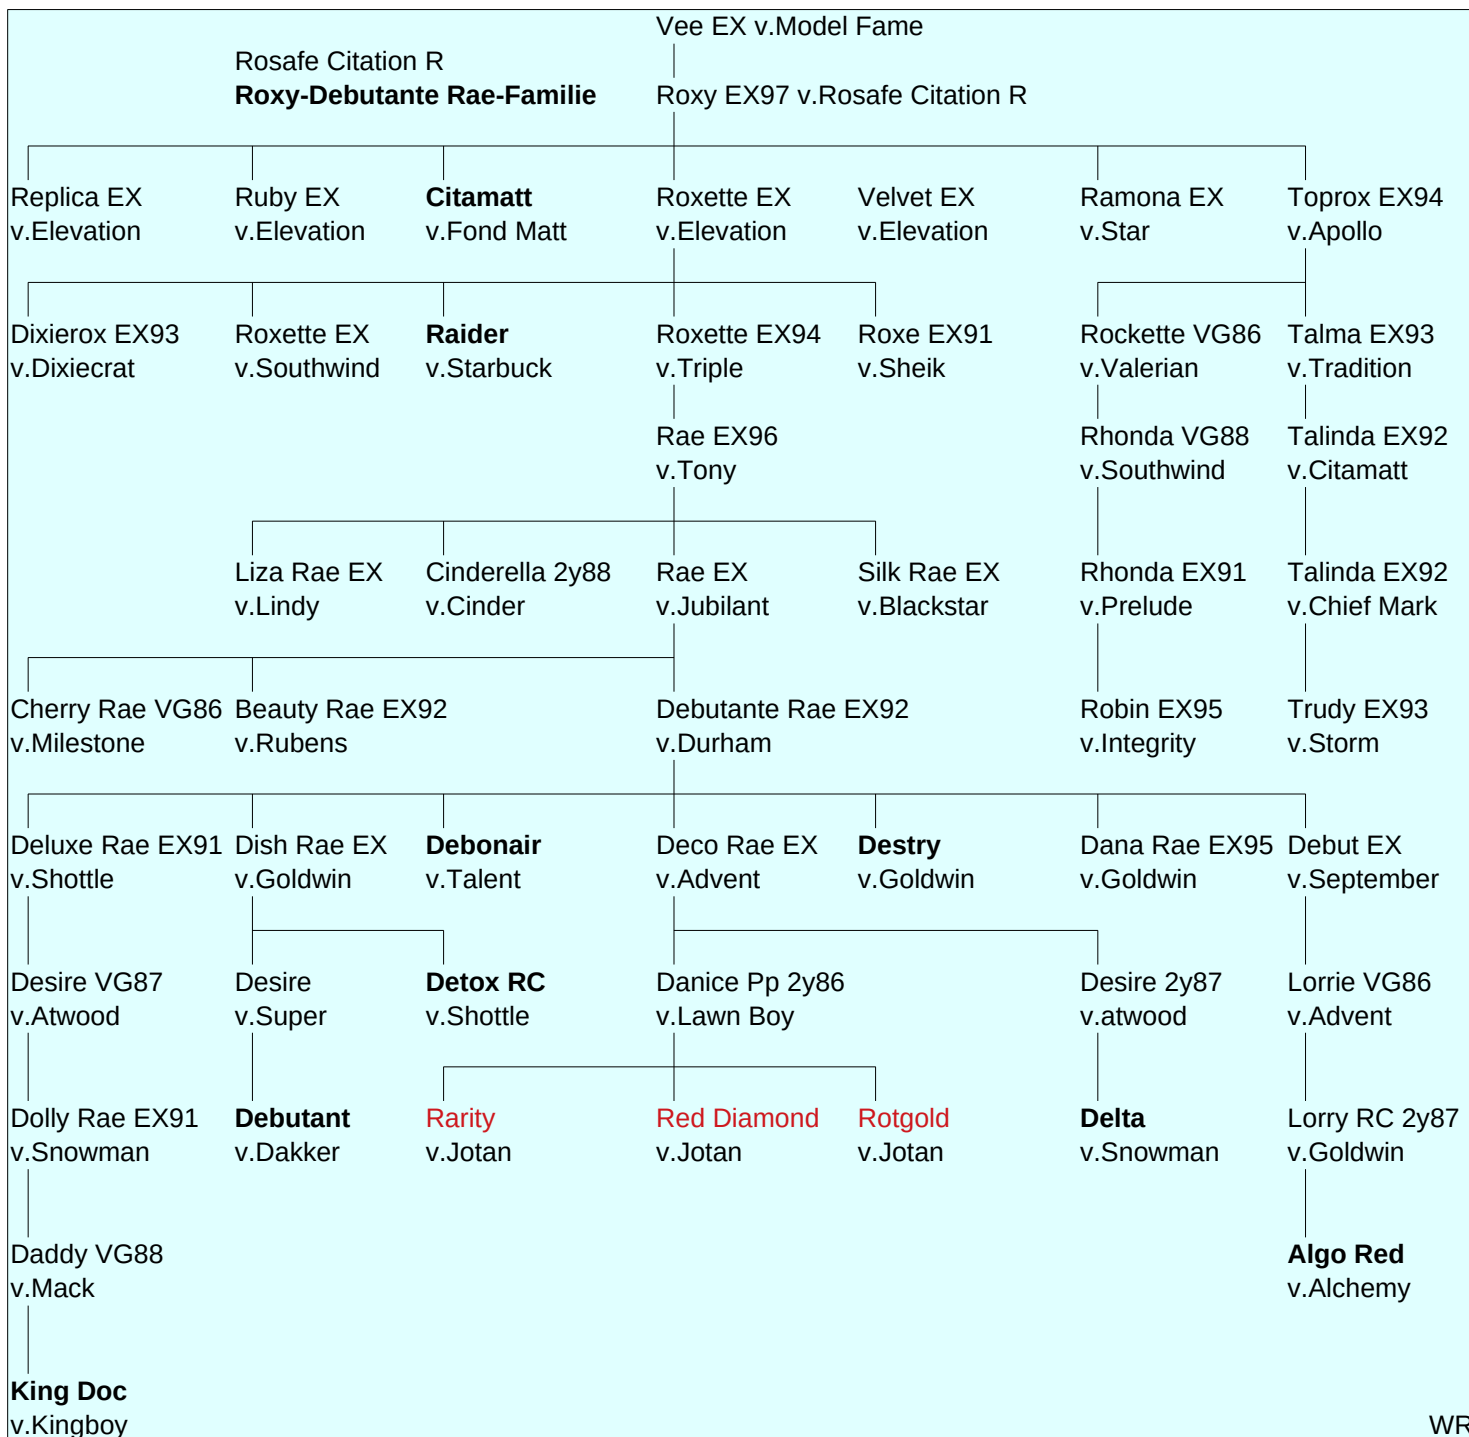 Vee EX v.Model Fame
Rosafe Citation R
Roxy-Debutante Rae-Familie Roxy EX97 v.Rosafe Citation R
Replica EX Ruby EX Citamatt Roxette EX Velvet EX Ramona EX Toprox EX94
v.Elevation v.Elevation v.Fond Matt v.Elevation v.Elevation v.Star v.Apollo
Dixierox EX93 Roxette EX Raider Roxette EX94 Roxe EX91 Rockette VG86 Talma EX93
v.Dixiecrat v.Southwind v.Starbuck v.Triple v.Sheik v.Valerian v.Tradition
Rae EX96 Rhonda VG88 Talinda EX92
v.Tony v.Southwind v.Citamatt
Liza Rae EX Cinderella 2y88 Rae EX Silk Rae EX Rhonda EX91 Talinda EX92
v.Lindy v.Cinder v.Jubilant v.Blackstar v.Prelude v.Chief Mark
Cherry Rae VG86 Beauty Rae EX92 Debutante Rae EX92 Robin EX95 Trudy EX93
v.Milestone v.Rubens v.Durham v.Integrity v.Storm
Deluxe Rae EX91 Dish Rae EX Debonair Deco Rae EX Destry Dana Rae EX95 Debut EX
v.Shottle v.Goldwin v.Talent v.Advent v.Goldwin v.Goldwin v.September
Desire VG87 Desire Detox RC Danice Pp 2y86 Desire 2y87 Lorrie VG86
v.Atwood v.Super v.Shottle v.Lawn Boy v.atwood v.Advent
Dolly Rae EX91 Debutant Rarity Red Diamond Rotgold Delta Lorry RC 2y87
v.Snowman v.Dakker v.Jotan v.Jotan v.Jotan v.Snowman v.Goldwin
Daddy VG88 Algo Red
v.Mack v.Alchemy
King Doc
v.Kingboy WR